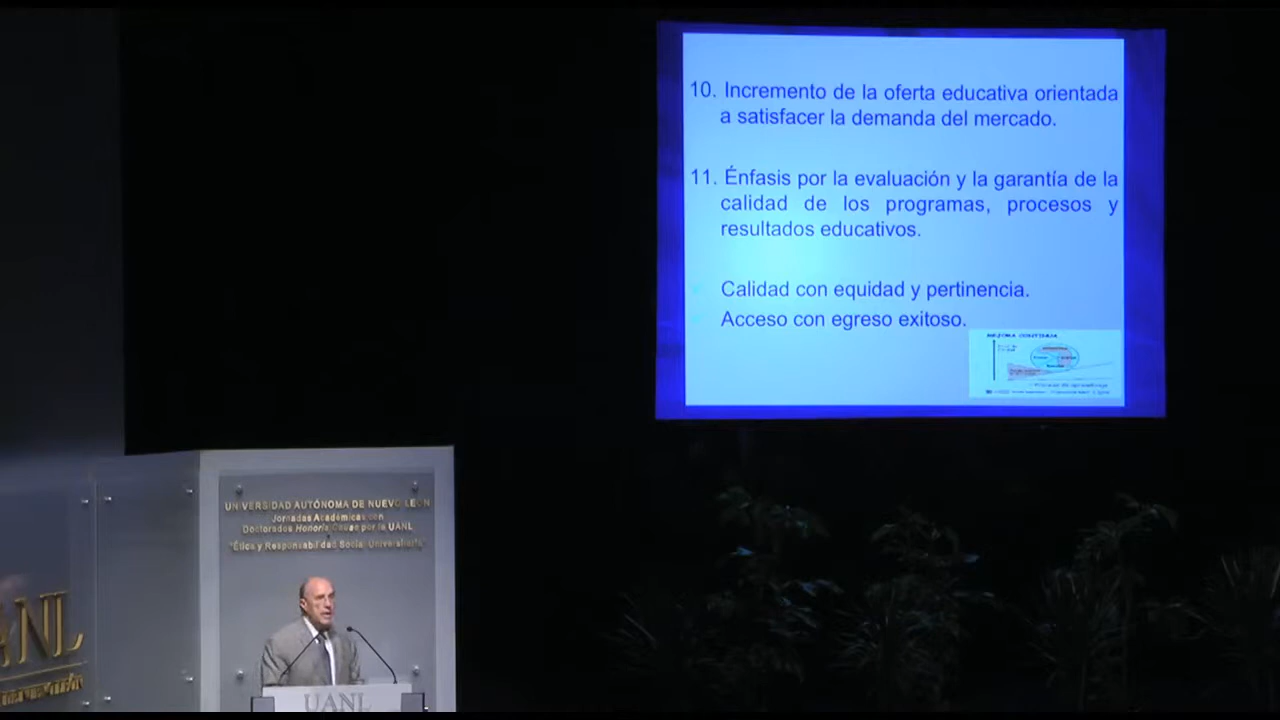 10. Incremento de la oferta educativa orientada
a satisfacer la demanda del mercado.
11. Énfasis por la evaluación y la garantía de la
calidad de los programas, procesos y
resultados educativos.
Calidad con equidad y pertinencia.
Acceso con egreso exitoso.
MEJORA CONTINUA
UNIVERSIDAD AUTÓNOMA DE NUEVO LEÓN
Jornadas Académicas con
Doctorados Honoris Causa por la UANL
"Ética y Responsabilidad Social Universitaria"
UANL
UANL